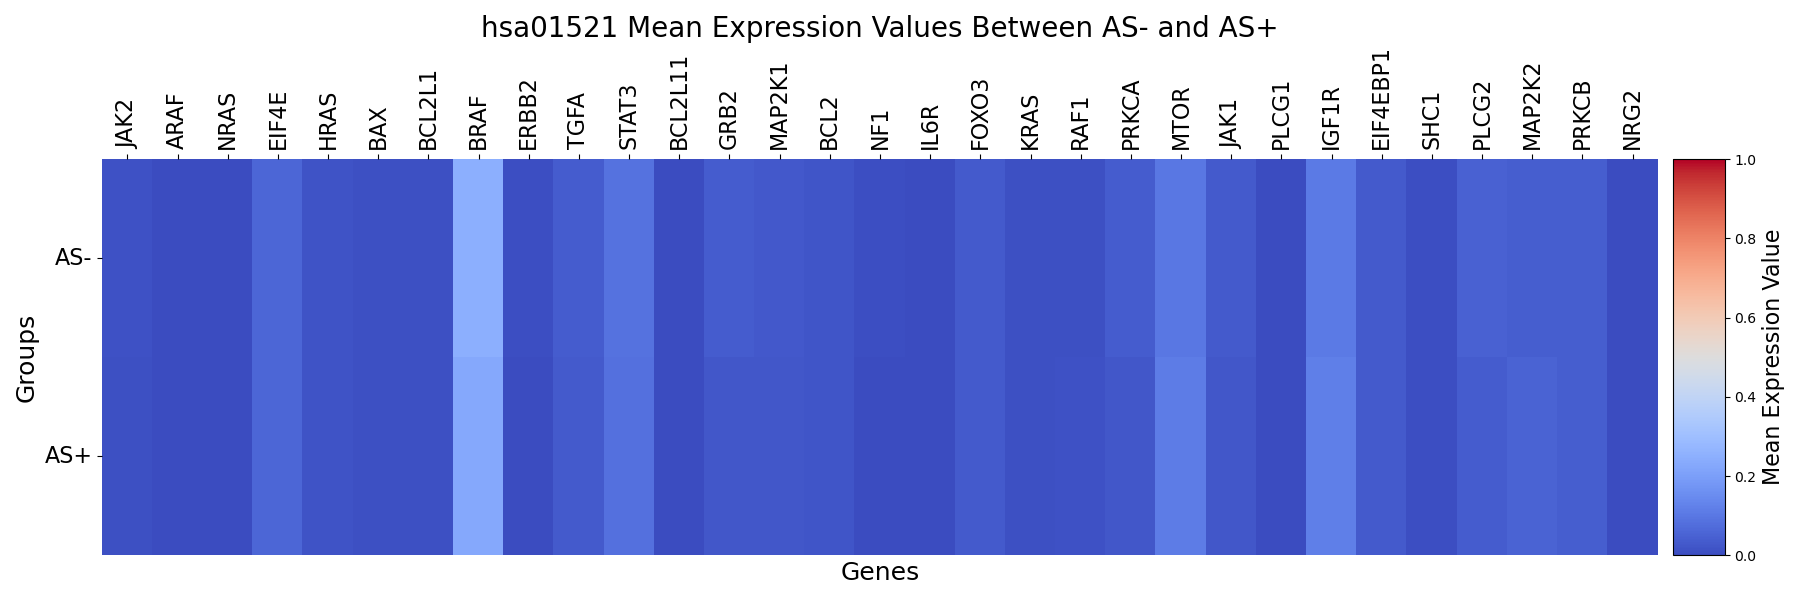 hsa01521 Mean Expression Values Between AS- and AS+
JAK2
ARAF
NRAS
EIF4E
HRAS
BAX
BCL2L1
BRAF
ERBB2
TGFA
STAT3
BCL2L11
GRB2
MAP2K1
BCL2
NF1
IL6R
FOXO3
KRAS
RAF1
PRKCA
MTOR
JAK1
PLCG1
IGF1R
EIF4EBP1
SHC1
PLCG2
MAP2K2
PRKCB
NRG2
Groups
AS-
AS+
Genes
1.0
0.8
0.6
0.4
0.2
0.0
Mean Expression Value